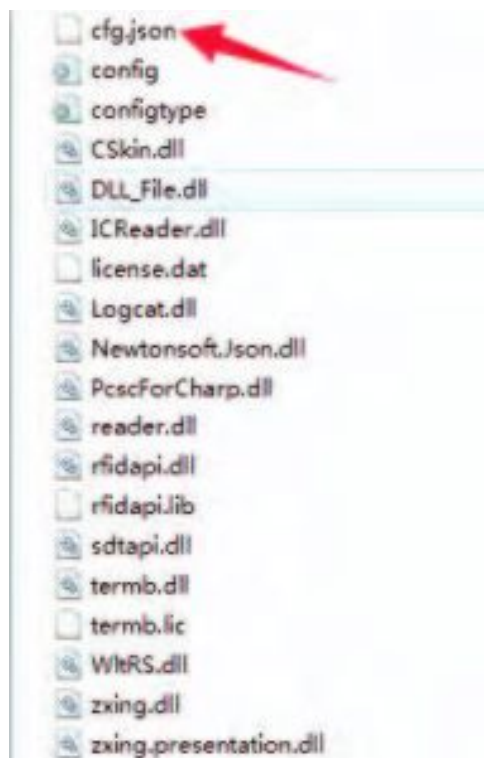 cfg.json
config
configtype
CSkin.dll
DLL_File.dll
ICReader.dll
license.dat
Logcat.dll
Newtonsoft.Json.dll
PcscForCharp.dll
reader.dll
rfidapi.dll
rfidapi.lib
sdtapi.dll
termb.dll
termb.lic
WltRS.dll
zxing.dll
zxing.presentation.dll